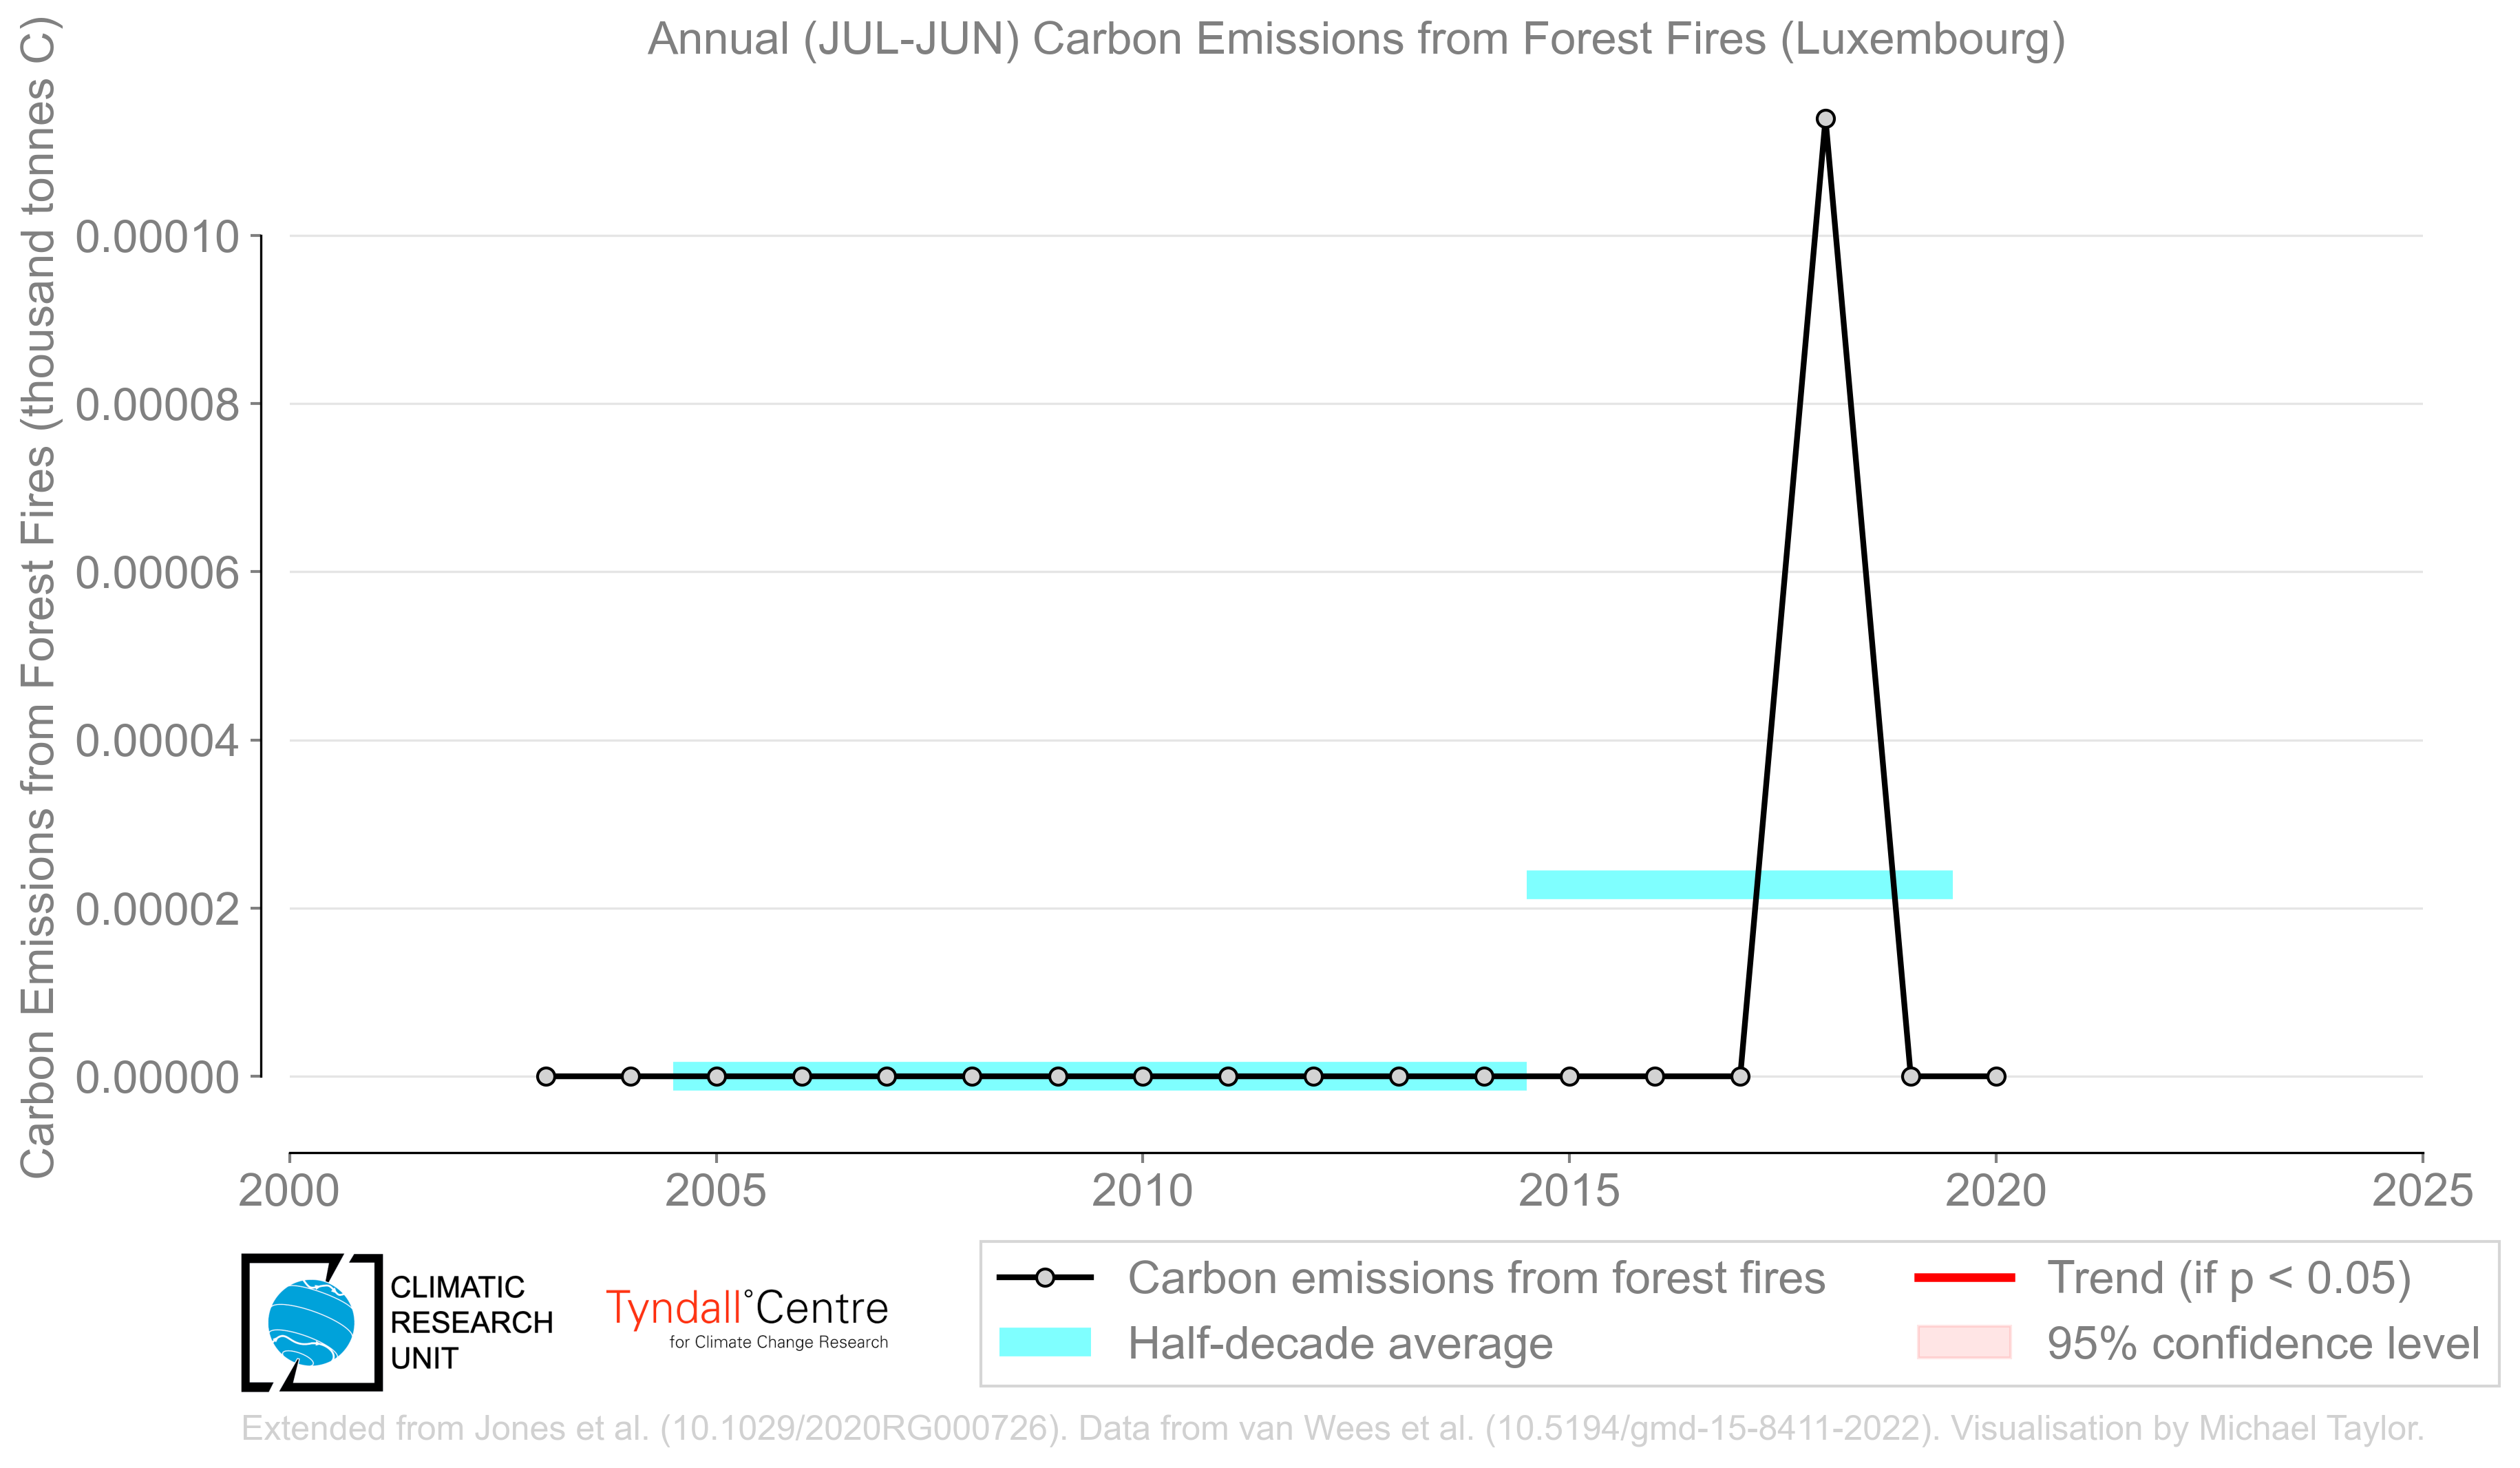 Annual (JUL-JUN) Carbon Emissions from Forest Fires (Luxembourg)
Carbon Emissions from Forest Fires (thousand tonnes C)
0.00010
0.00008
0.00006
0.00004
0.00002
0.00000
2000 2005 2010 2015 2020 2025
CLIMATIC
RESEARCH
UNIT
Tyndall°Centre
for Climate Change Research
Carbon emissions from forest fires
Half-decade average
Trend (if p < 0.05)
95% confidence level
Extended from Jones et al. (10.1029/2020RG000726). Data from van Wees et al. (10.5194/gmd-15-8411-2022). Visualisation by Michael Taylor.